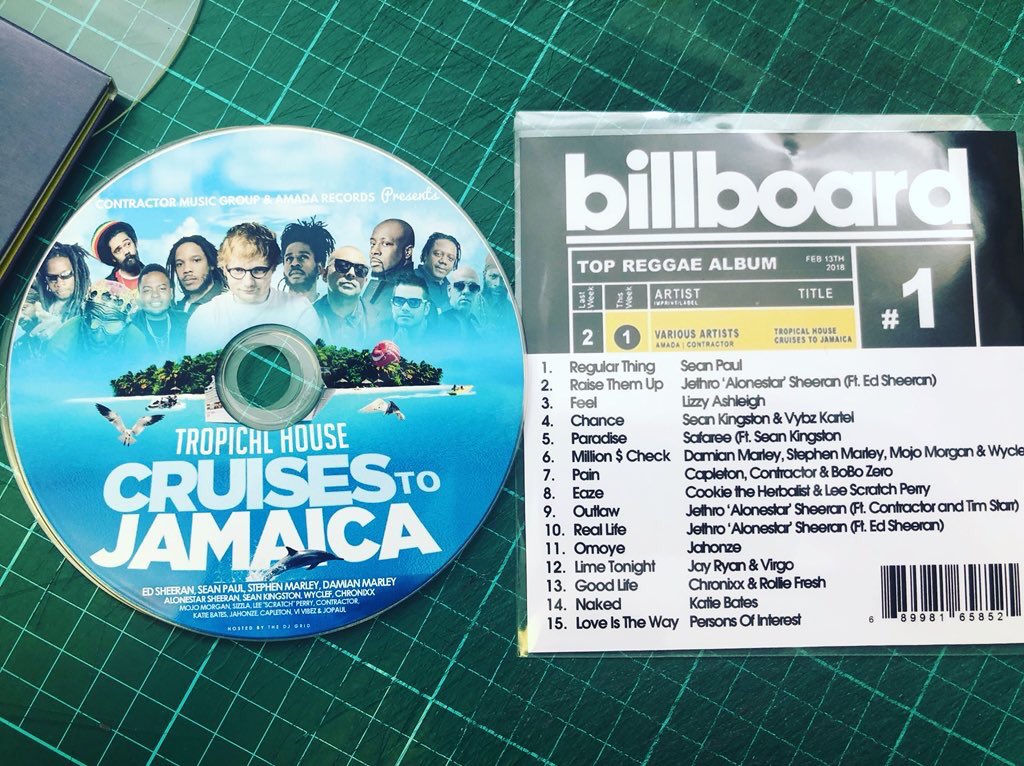 CONTRACTOR MUSIC GROUP & AMADA RECORDS Presents
TROPICAL HOUSE
CRUISES TO
JAMAICA
ED SHEERAN, SEAN PAUL, STEPHEN MARLEY, DAMIAN MARLEY
ALONESTAR SHEERAN, SEAN KINGSTON, WYCLEF, CHRONIXX
MOJO MORGAN, SIZZLA, LEE "SCRATCH" PERRY, CONTRACTOR,
KATIE BATES, JAHONZE, CAPLETON, VI VIBEZ & JOPAUL
HOSTED BY THE DJ GRID
billboard
TOP REGGAE ALBUM
FEB 13TH
2018
Last Week
This Week
ARTIST
IMPRINT/LABEL
TITLE
2
1
VARIOUS ARTISTS
AMADA | CONTRACTOR
TROPICAL HOUSE
CRUISES TO JAMAICA
#1
1. Regular Thing Sean Paul
2. Raise Them Up Jethro 'Alonestar' Sheeran (Ft. Ed Sheeran)
3. Feel Lizzy Ashleigh
4. Chance Sean Kingston & Vybz Kartel
5. Paradise Safaree (Ft. Sean Kingston
6. Million $ Check Damian Marley, Stephen Marley, Mojo Morgan & Wycle
7. Pain Capleton, Contractor & BoBo Zero
8. Eaze Cookie the Herbalist & Lee Scratch Perry
9. Outlaw Jethro 'Alonestar' Sheeran (Ft. Contractor and Tim Starr)
10. Real Life Jethro 'Alonestar' Sheeran (Ft. Ed Sheeran)
11. Omoye Jahonze
12. Lime Tonight Jay Ryan & Virgo
13. Good Life Chronixx & Rollie Fresh
14. Naked Katie Bates
15. Love Is The Way Persons Of Interest
6 89981 65852